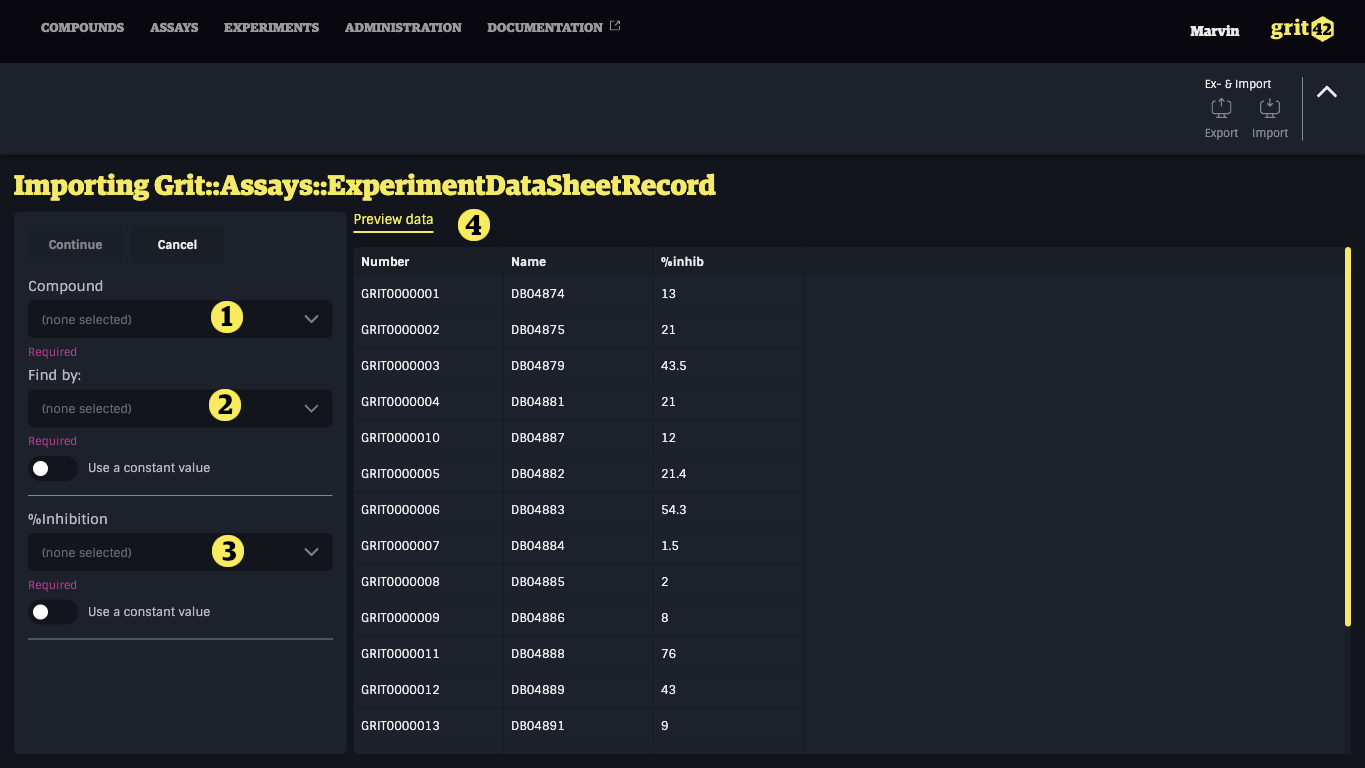 COMPOUNDS ASSAYS EXPERIMENTS ADMINISTRATION DOCUMENTATION Marvin grit42
Ex- & Import
Export Import
Importing Grit::Assays::ExperimentDataSheetRecord
Continue Cancel
Compound
(none selected) 1
Required
Find by:
(none selected) 2
Required
Use a constant value
%Inhibition
(none selected) 3
Required
Use a constant value
Preview data 4
Number Name %inhib
GRIT0000001 DB04874 13
GRIT0000002 DB04875 21
GRIT0000003 DB04879 43.5
GRIT0000004 DB04881 21
GRIT0000010 DB04887 12
GRIT0000005 DB04882 21.4
GRIT0000006 DB04883 54.3
GRIT0000007 DB04884 1.5
GRIT0000008 DB04885 2
GRIT0000009 DB04886 8
GRIT0000011 DB04888 76
GRIT0000012 DB04889 43
GRIT0000013 DB04891 9